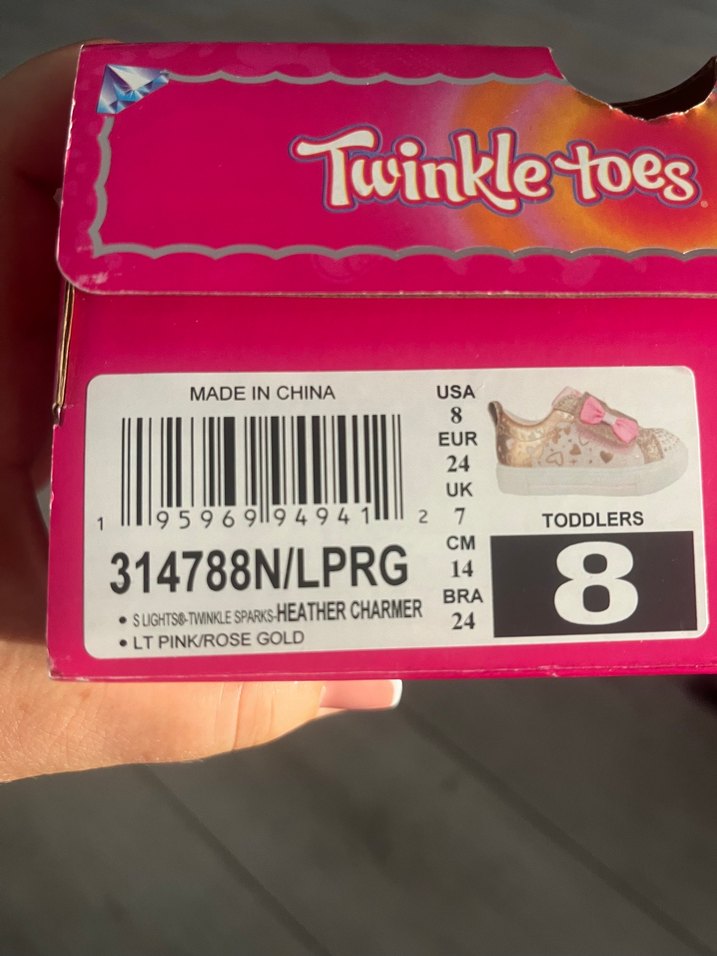 Twinkle toes
MADE IN CHINA
1 95969 94941 2
314788N/LPRG
• S LIGHTS®-TWINKLE SPARKS-HEATHER CHARMER
• LT PINK/ROSE GOLD
USA
8
EUR
24
UK
7
CM
14
BRA
24
TODDLERS
8